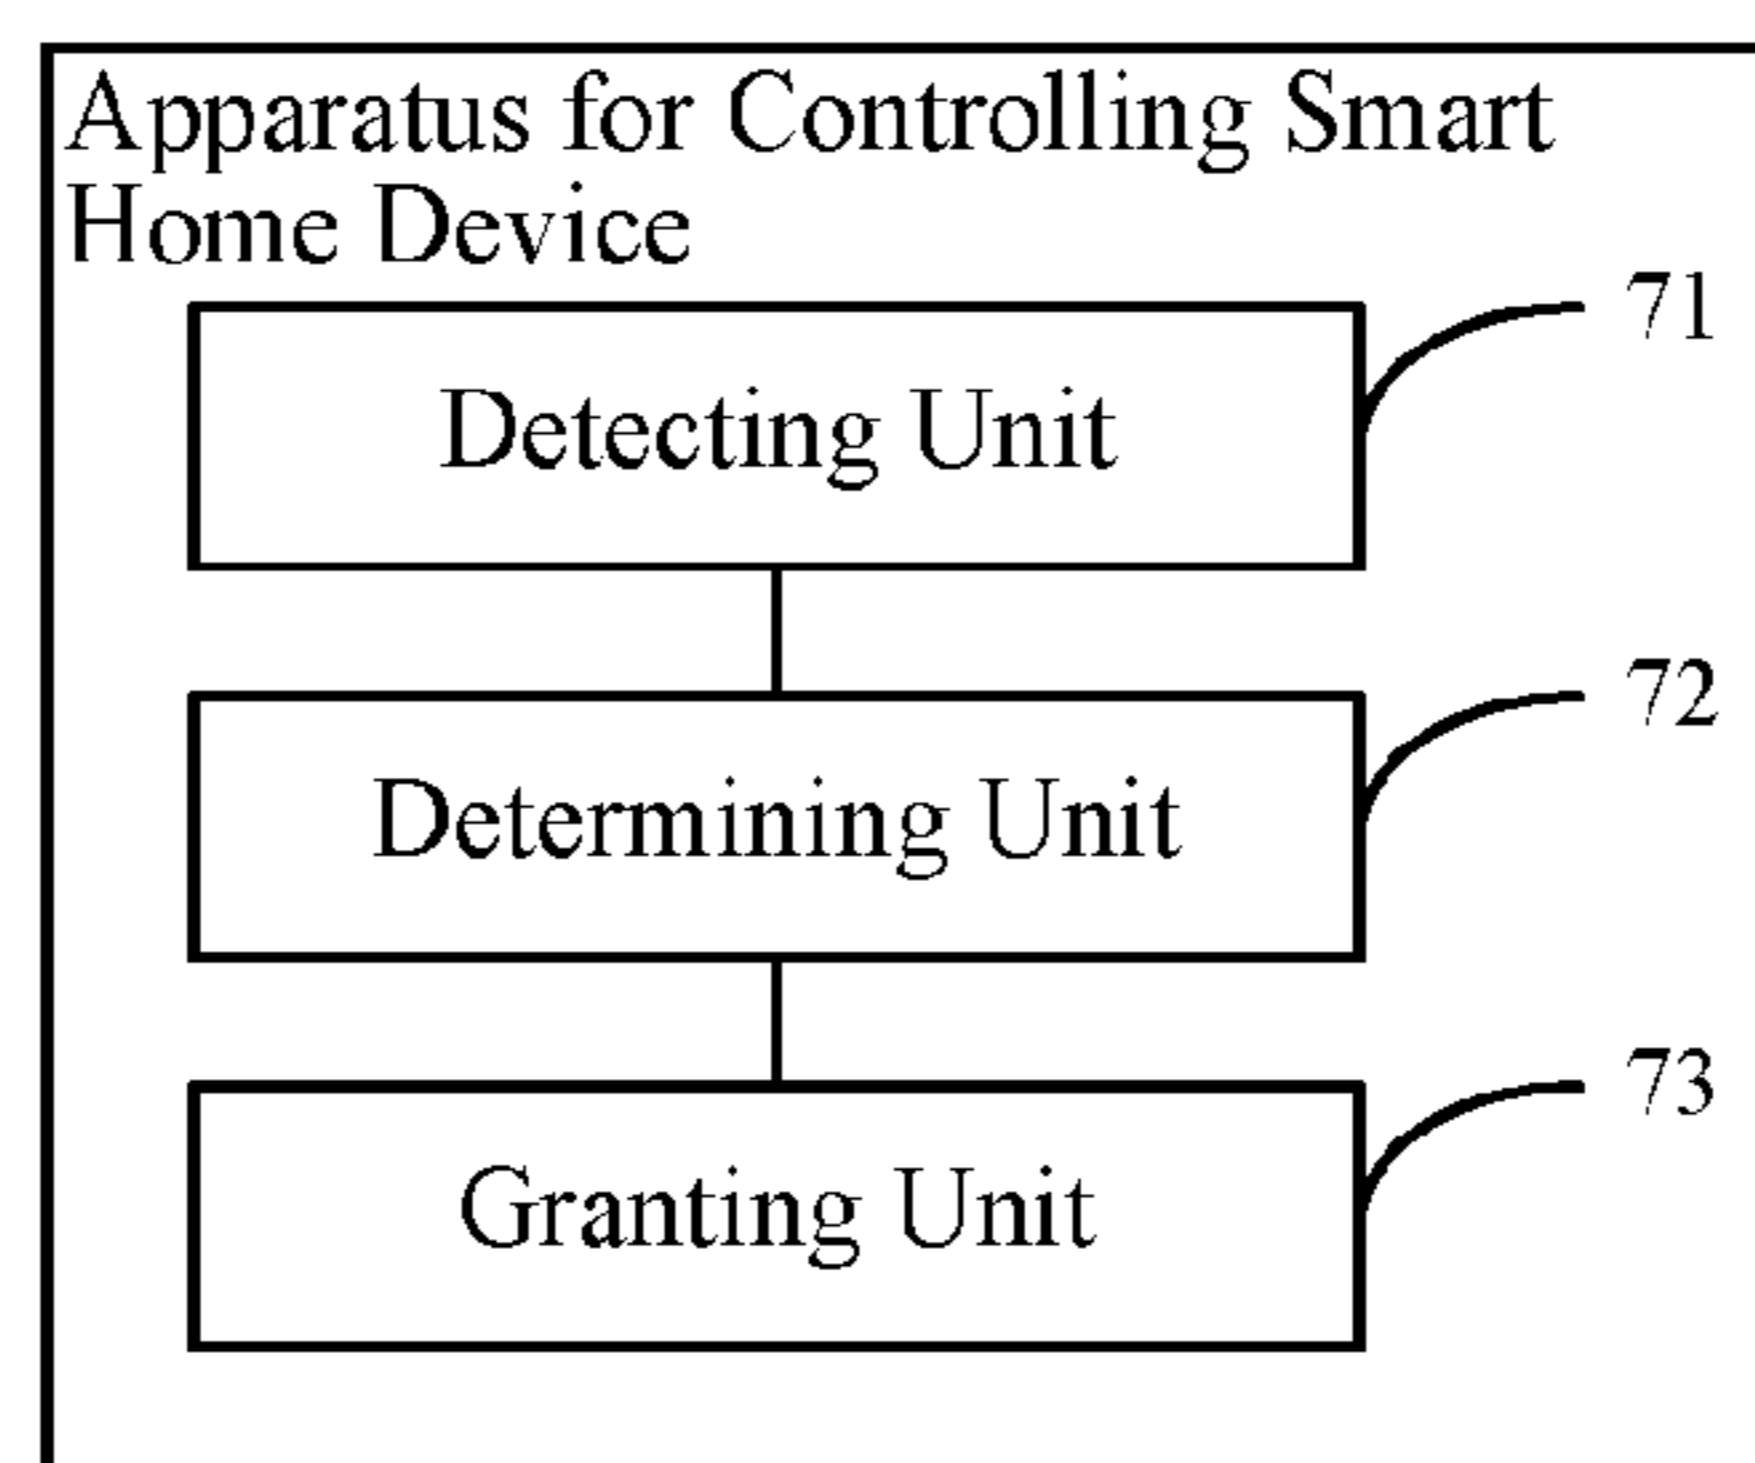 Apparatus for Controlling Smart
Home Device
71
Detecting Unit
72
Determining Unit
73
Granting Unit